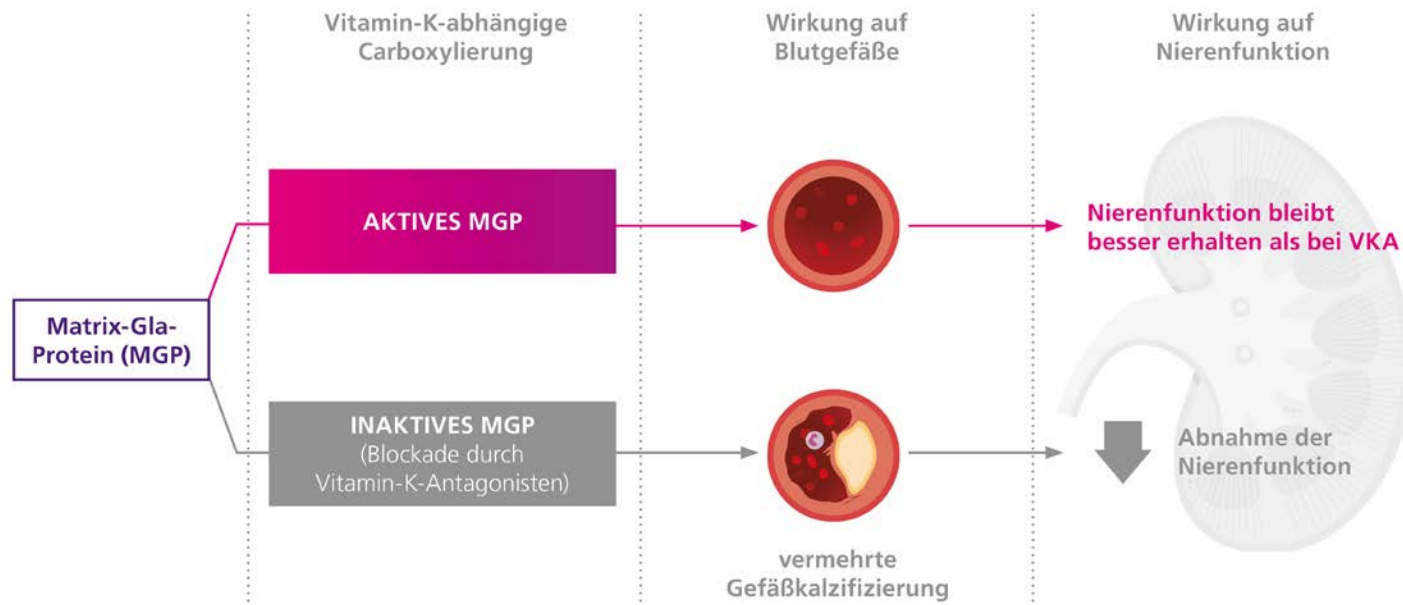 Vitamin-K-abhängige
Carboxylierung
Wirkung auf
Blutgefäße
Wirkung auf
Nierenfunktion
AKTIVES MGP
Nierenfunktion bleibt
besser erhalten als bei VKA
Matrix-Gla-
Protein (MGP)
INAKTIVES MGP
(Blockade durch
Vitamin-K-Antagonisten)
Abnahme der
Nierenfunktion
vermehrte
Gefäßkalzifizierung